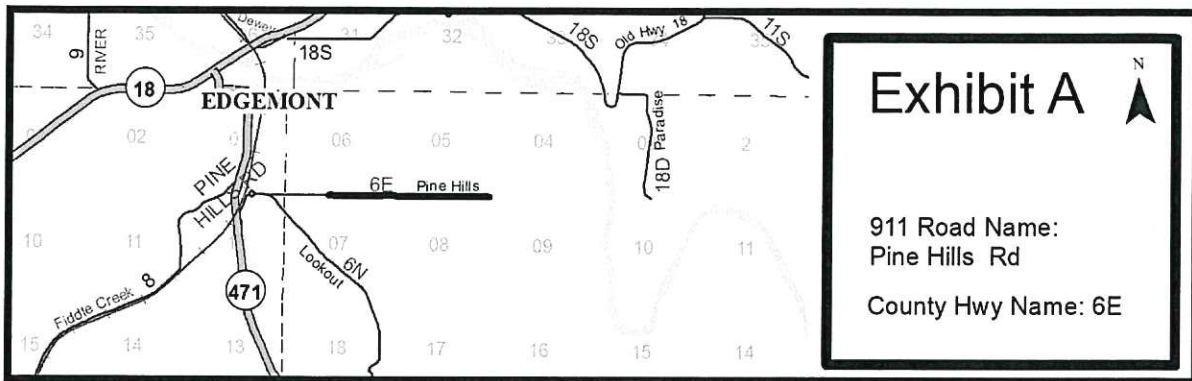 34
9
RIVER
35
Dewey
18S
32
18S
Old Hwy 18
11S
18
EDGEMONT
02
06
05
04
2
18D Paradise
PINE
HILL RD
6E Pine Hills
10
11
07
08
09
10
11
Lookout
6N
Fiddte Creek
8
471
15
14
13
18
17
16
15
14
Exhibit A
N
911 Road Name:
Pine Hills Rd
County Hwy Name: 6E